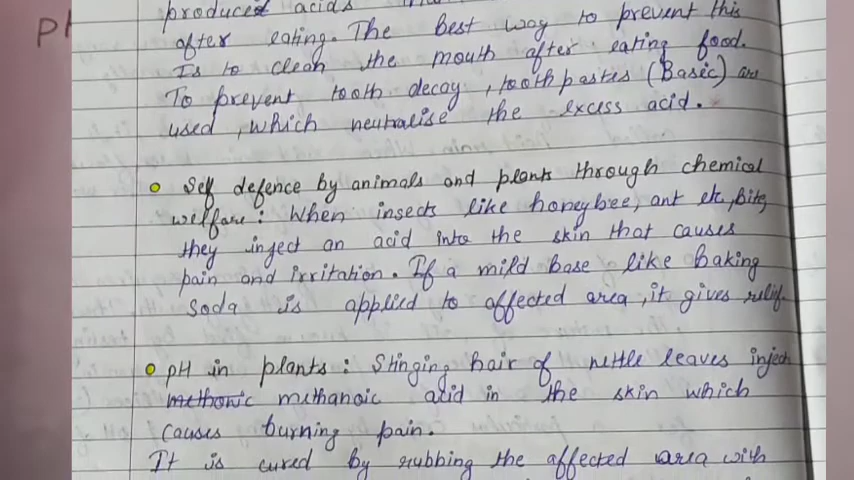 pH
produced acids
after eating. The best way to prevent this
Is to clean the mouth after eating food.
To prevent tooth decay, toothpastes (Basic) are
used, which neutralise the excess acid.
Self defence by animals and plants through chemical
welfare: When insects like honeybee, ant etc, bite,
they inject an acid into the skin that causes
pain and irritation. If a mild base like baking
soda is applied to affected area, it gives relif.
pH in plants: Stinging hair of nettle leaves inject
methonic methanoic acid in the skin which
causes burning pain.
It is cured by rubbing the affected area with